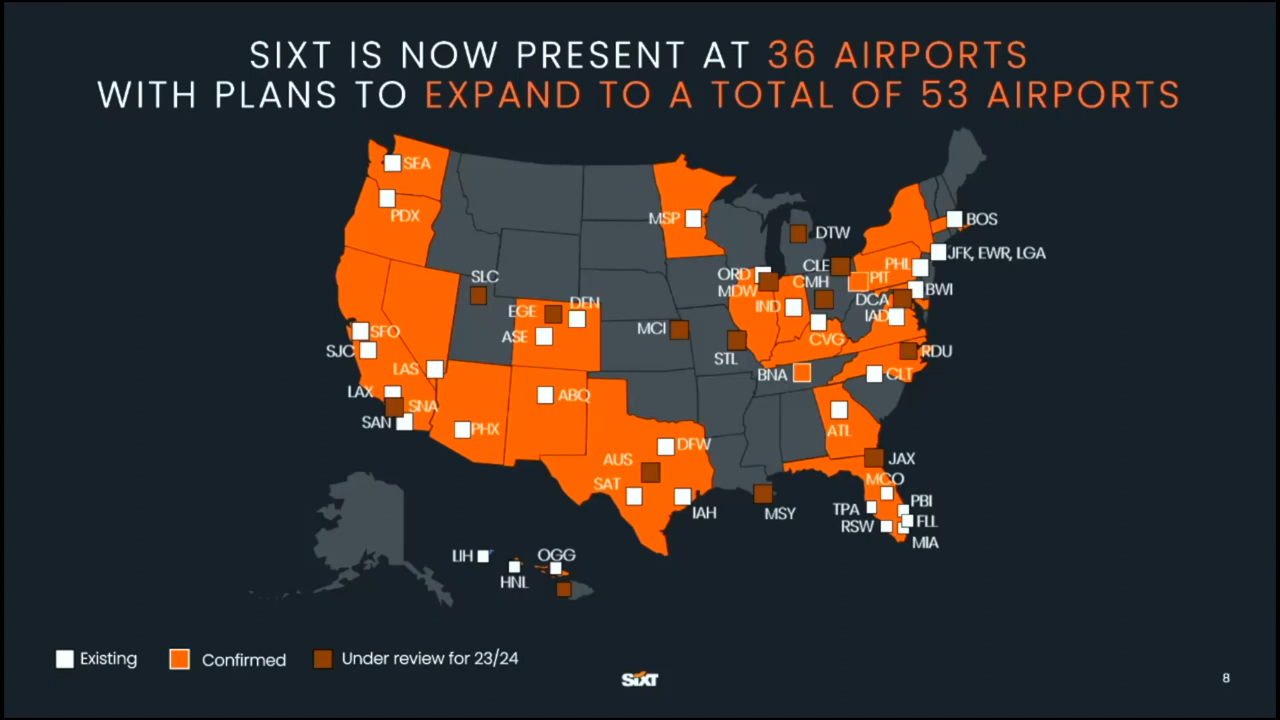 SIXT IS NOW PRESENT AT 36 AIRPORTS
WITH PLANS TO EXPAND TO A TOTAL OF 53 AIRPORTS
SEA
PDX
MSP
BOS
DTW
JFK, EWR, LGA
SLC
ORD
MDW
CLE
CMH
PHL
PIT
BWI
DCA
IAD
IND
CVG
EGE
DEN
ASE
MCI
STL
SFO
SJC
LAS
RDU
BNA
CLT
LAX
SNA
SAN
ABQ
PHX
ATL
DFW
AUS
SAT
IAH
MSY
JAX
MCO
PBI
TPA
FLL
RSW
MIA
LIH
HNL
OGG
Existing
Confirmed
Under review for 23/24
SIXT
8